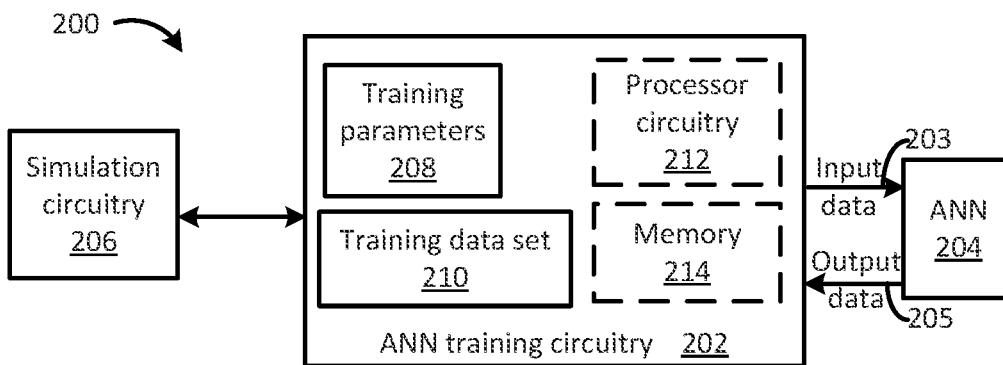 200
Simulation
circuitry
206
Training
parameters
208
Training data set
210
Processor
circuitry
212
Memory
214
ANN training circuitry 202
203
Input
data
ANN
204
Output
data
205